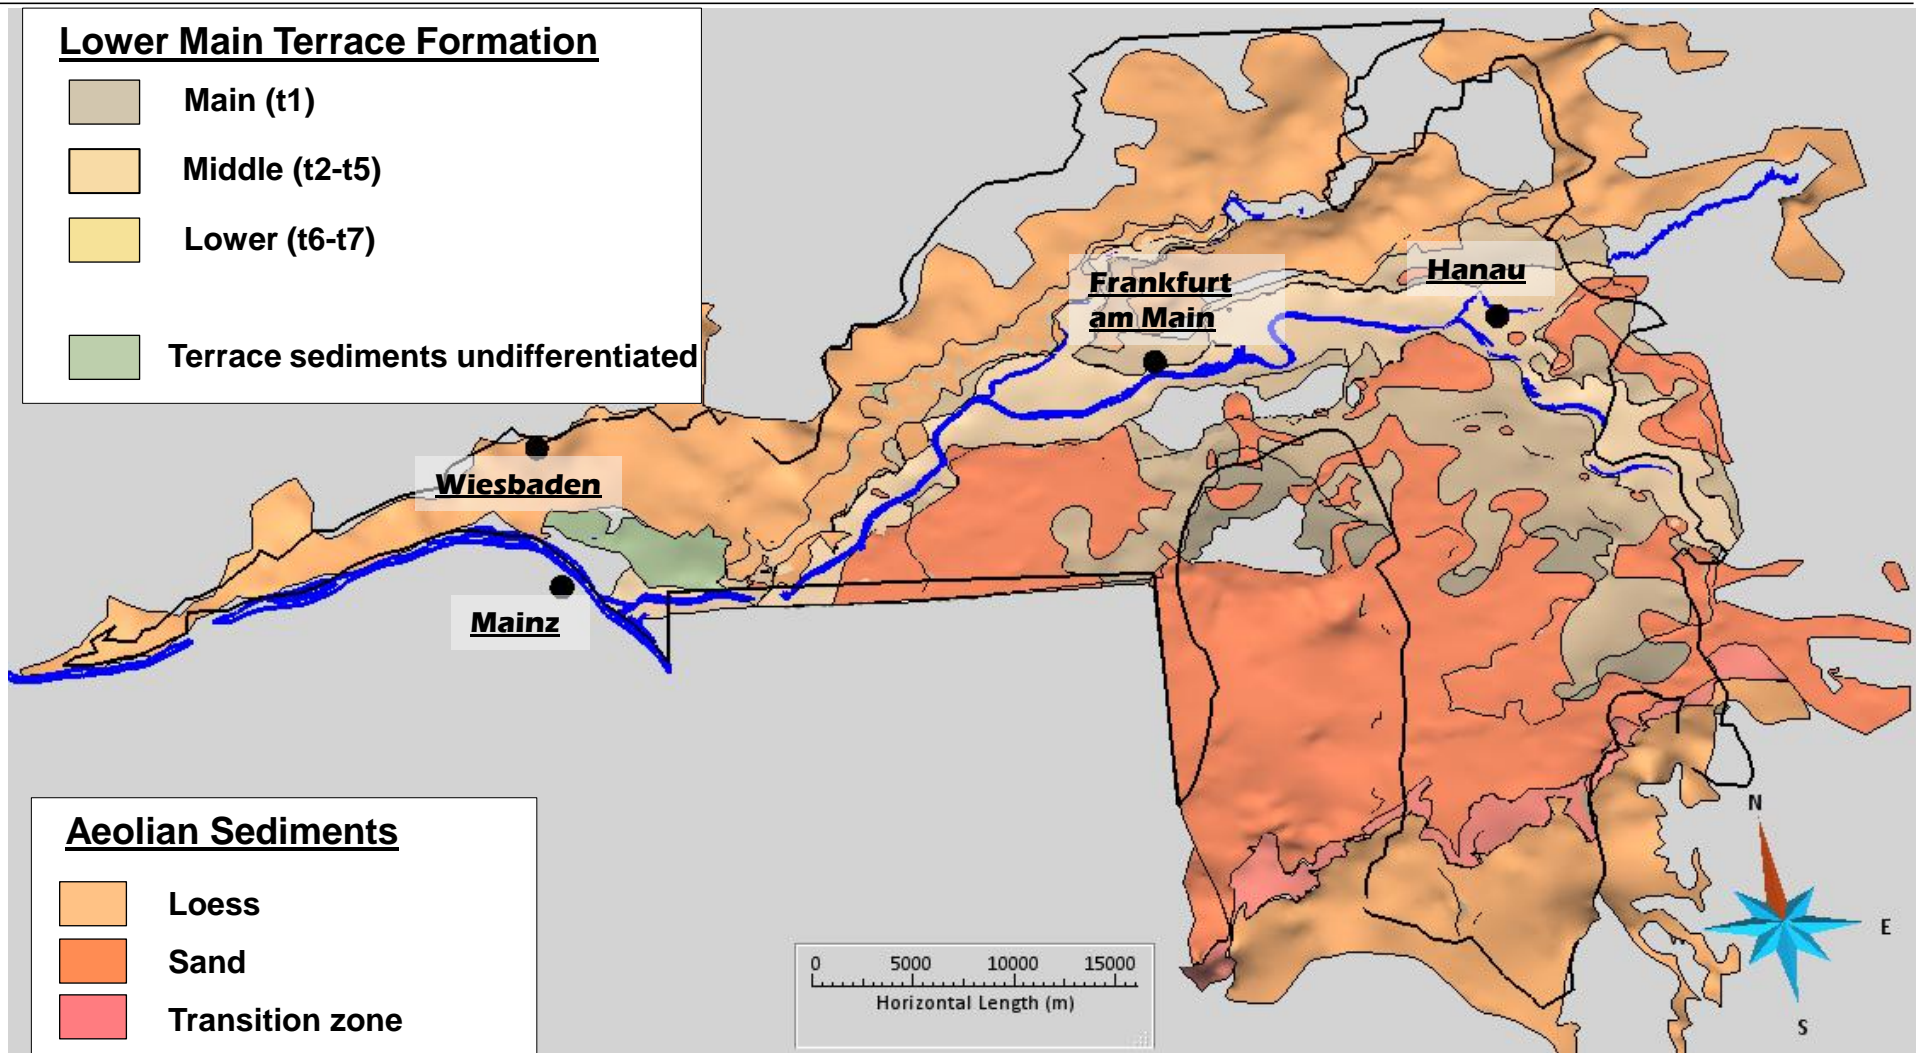 Lower Main Terrace Formation
Main (t1)
Middle (t2-t5)
Lower (t6-t7)
Terrace sediments undifferentiated
Frankfurt
am Main
Hanau
Wiesbaden
Mainz
Aeolian Sediments
Loess
Sand
Transition zone
0 5000 10000 15000
Horizontal Length (m)
N
E
S